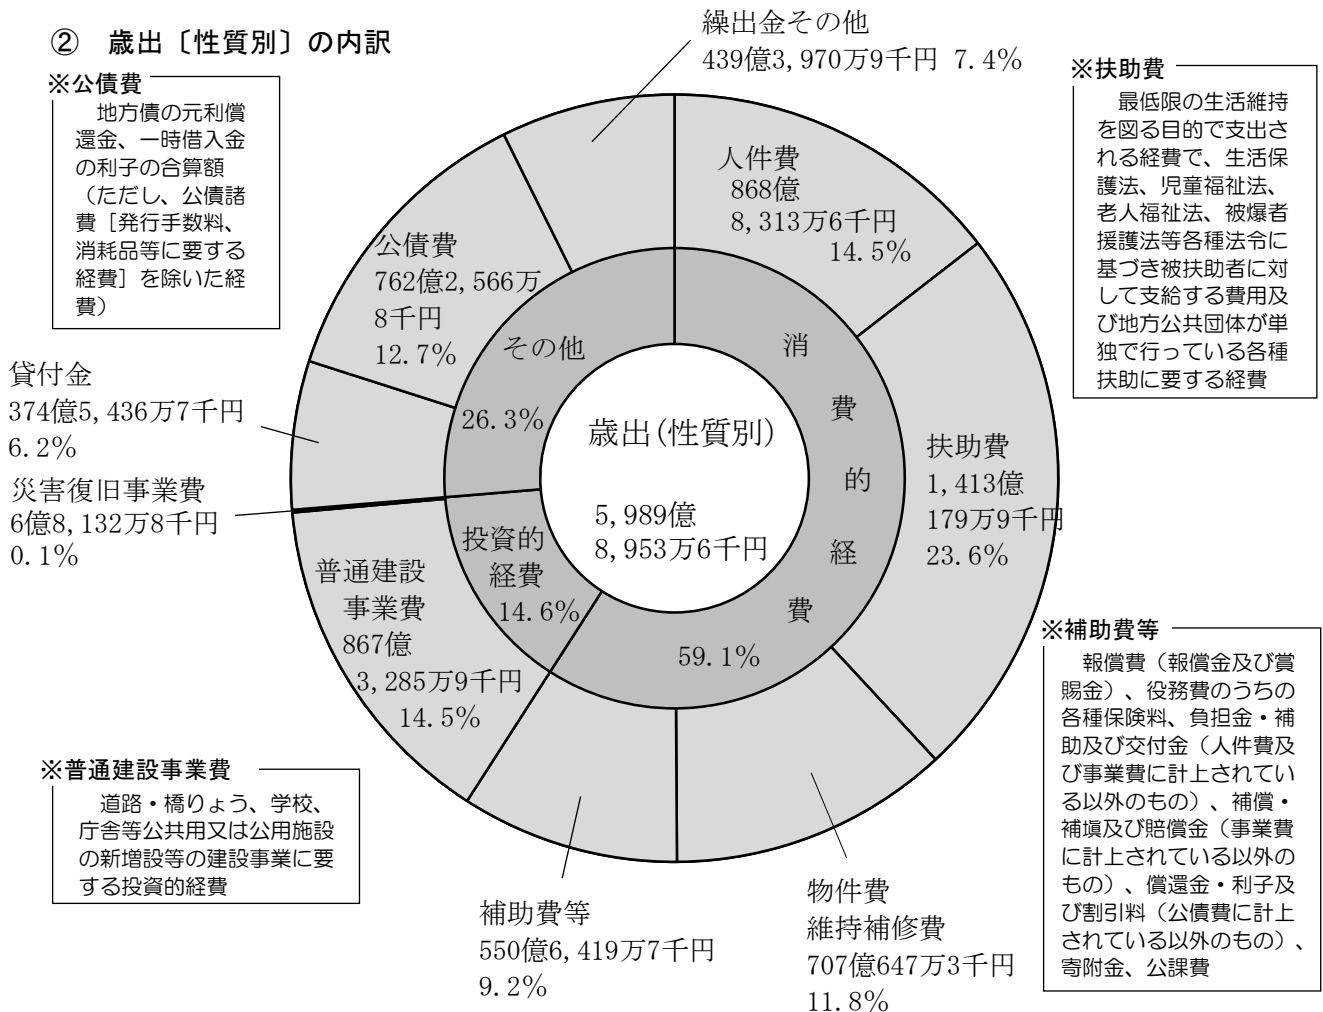 ② 歳出〔性質別〕の内訳
※公債費
地方債の元利償
還金、一時借入金
の利子の合算額
（ただし、公債諸
費［発行手数料、
消耗品等に要する
経費］を除いた経
費）
繰出金その他
439億3,970万9千円 7.4%
※扶助費
最低限の生活維持
を図る目的で支出さ
れる経費で、生活保
護法、児童福祉法、
老人福祉法、被爆者
援護法等各種法令に
基づき被扶助者に対
して支給する費用及
び地方公共団体が単
独で行っている各種
扶助に要する経費
人件費
868億
8,313万6千円
14.5%
公債費
762億2,566万
8千円
12.7%
その他
26.3%
消費的経費
59.1%
貸付金
374億5,436万7千円
6.2%
災害復旧事業費
6億8,132万8千円
0.1%
歳出(性質別)
5,989億
8,953万6千円
扶助費
1,413億
179万9千円
23.6%
投資的
経費
14.6%
普通建設
事業費
867億
3,285万9千円
14.5%
※補助費等
報償費（報償金及び賞
賜金）、役務費のうちの
各種保険料、負担金・補
助及び交付金（人件費及
び事業費に計上されてい
る以外のもの）、補償・
補塡及び賠償金（事業費
に計上されている以外の
もの）、償還金・利子及
び割引料（公債費に計上
されている以外のもの）、
寄附金、公課費
※普通建設事業費
道路・橋りょう、学校、
庁舎等公共用又は公用施設
の新増設等の建設事業に要
する投資的経費
補助費等
550億6,419万7千円
9.2%
物件費
維持補修費
707億647万3千円
11.8%